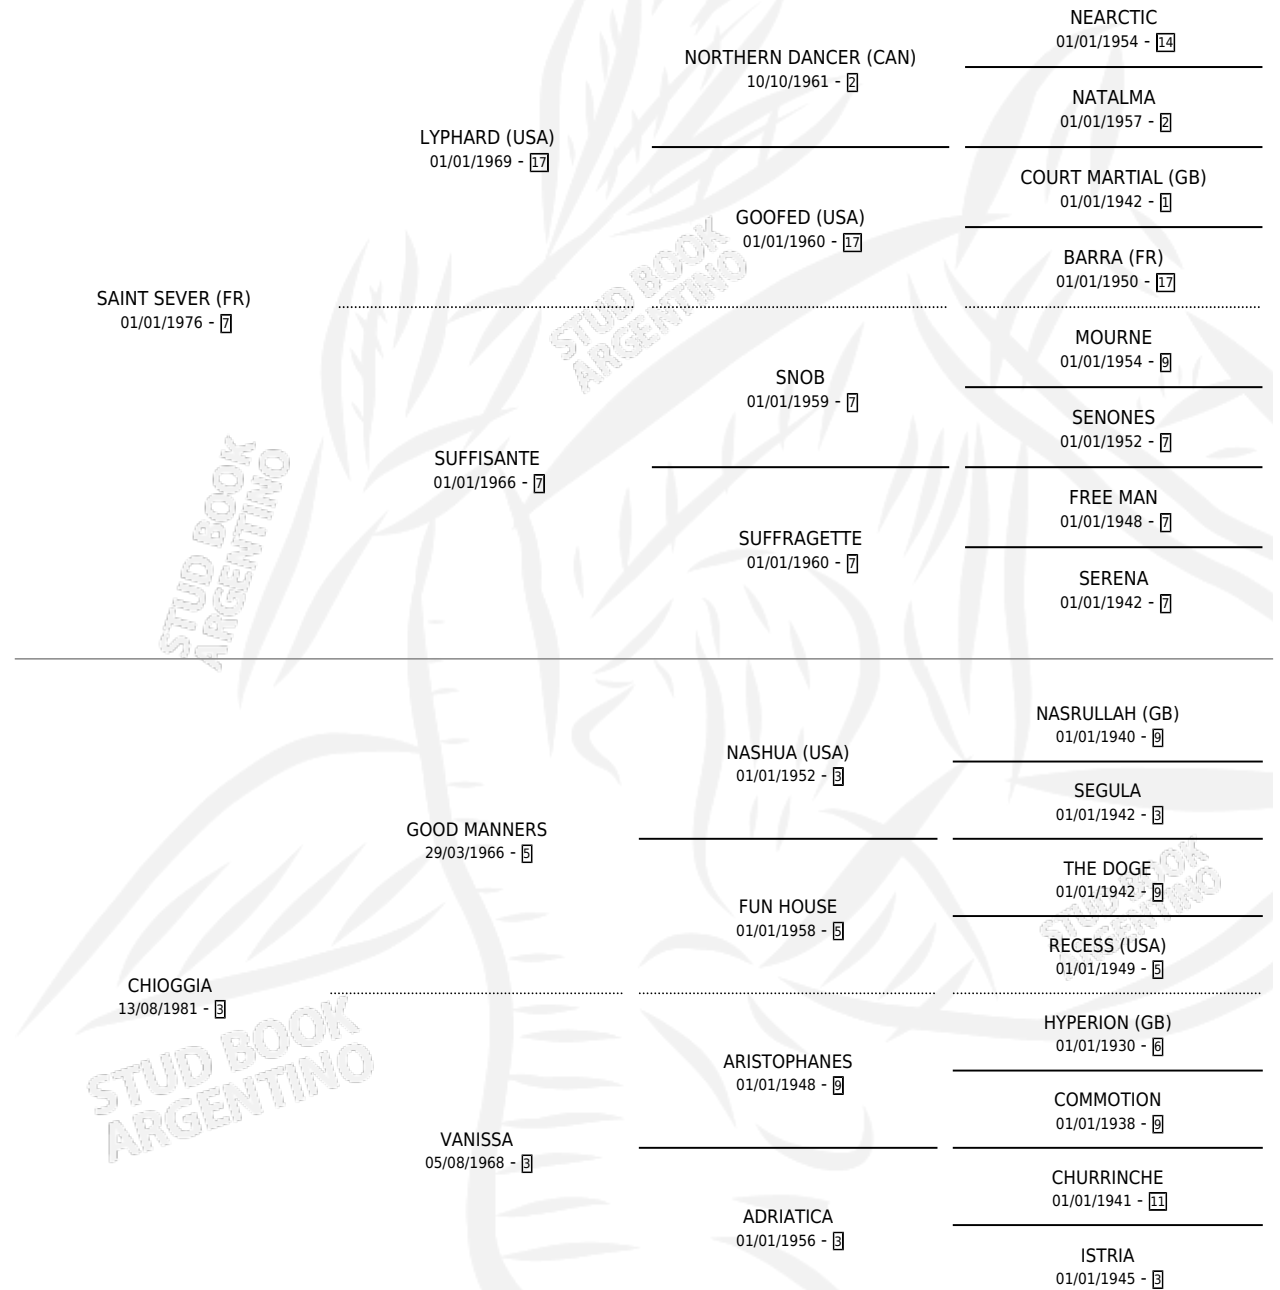 NEARCTIC
01/01/1954 - 14
NORTHERN DANCER (CAN)
10/10/1961 - 2
NATALMA
01/01/1957 - 2
LYPHARD (USA)
01/01/1969 - 17
COURT MARTIAL (GB)
01/01/1942 - 1
GOOFED (USA)
01/01/1960 - 17
BARRA (FR)
01/01/1950 - 17
SAINT SEVER (FR)
01/01/1976 - 7
STUD BOOK
ARGENTINO
MOURNE
01/01/1954 - 9
SNOB
01/01/1959 - 7
SENONES
01/01/1952 - 7
SUFFISANTE
01/01/1966 - 7
FREE MAN
01/01/1948 - 7
SUFFRAGETTE
01/01/1960 - 7
SERENA
01/01/1942 - 7
STUD BOOK
ARGENTINO
NASRULLAH (GB)
01/01/1940 - 9
NASHUA (USA)
01/01/1952 - 3
SEGULA
01/01/1942 - 3
GOOD MANNERS
29/03/1966 - 5
THE DOGE
01/01/1942 - 9
FUN HOUSE
01/01/1958 - 5
RECESS (USA)
01/01/1949 - 5
STUD BOOK
ARGENTINO
CHIOGGIA
13/08/1981 - 3
HYPERION (GB)
01/01/1930 - 6
ARISTOPHANES
01/01/1948 - 9
COMMOTION
01/01/1938 - 9
STUD BOOK
ARGENTINO
VANISSA
05/08/1968 - 3
CHURRINCHE
01/01/1941 - 11
ADRIATICA
01/01/1956 - 3
ISTRIA
01/01/1945 - 3